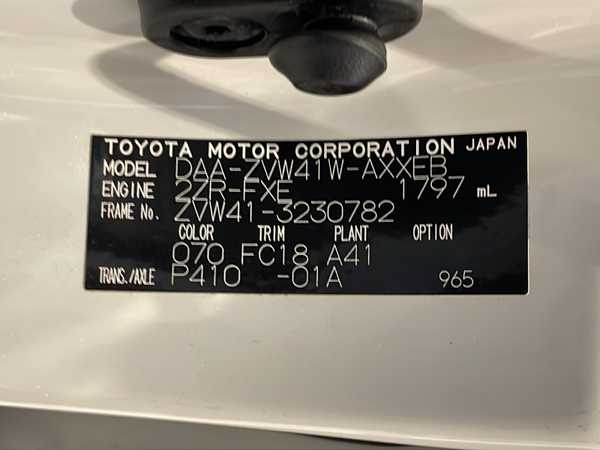 TOYOTA MOTOR CORPORATION JAPAN
MODEL DAA-ZVW41W-AXXEB
ENGINE 2ZR-FXE 1797 mL
FRAME No. ZVW41-3230782
COLOR TRIM PLANT OPTION
070 FC18 A41
TRANS./AXLE P410 -01A 965